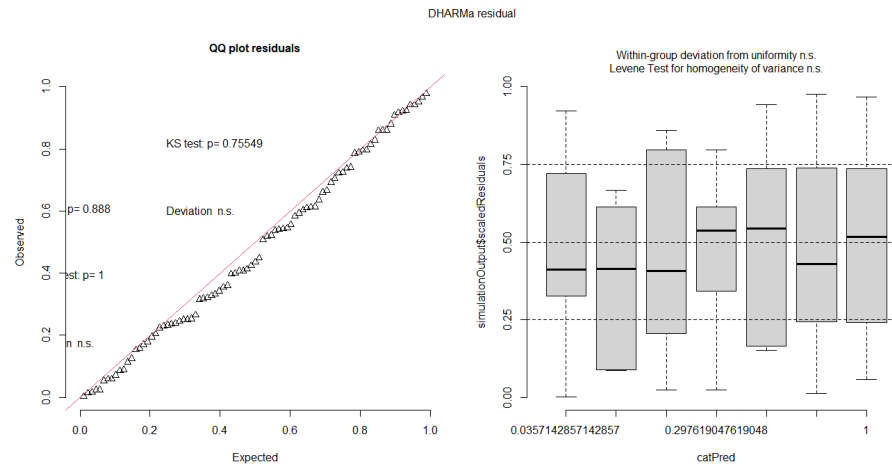 DHARMa residual
QQ plot residuals
KS test: p= 0.75549
Deviation n.s.
p= 0.888
p= 1
n.s.
Observed
0.0
0.2
0.4
0.6
0.8
1.0
0.0
0.2
0.4
0.6
0.8
1.0
Expected
Within-group deviation from uniformity n.s.
Levene Test for homogeneity of variance n.s.
simulationOutput$scaledResiduals
0.00
0.25
0.50
0.75
1.00
0.0357142857142857
0.297619047619048
1
catPred